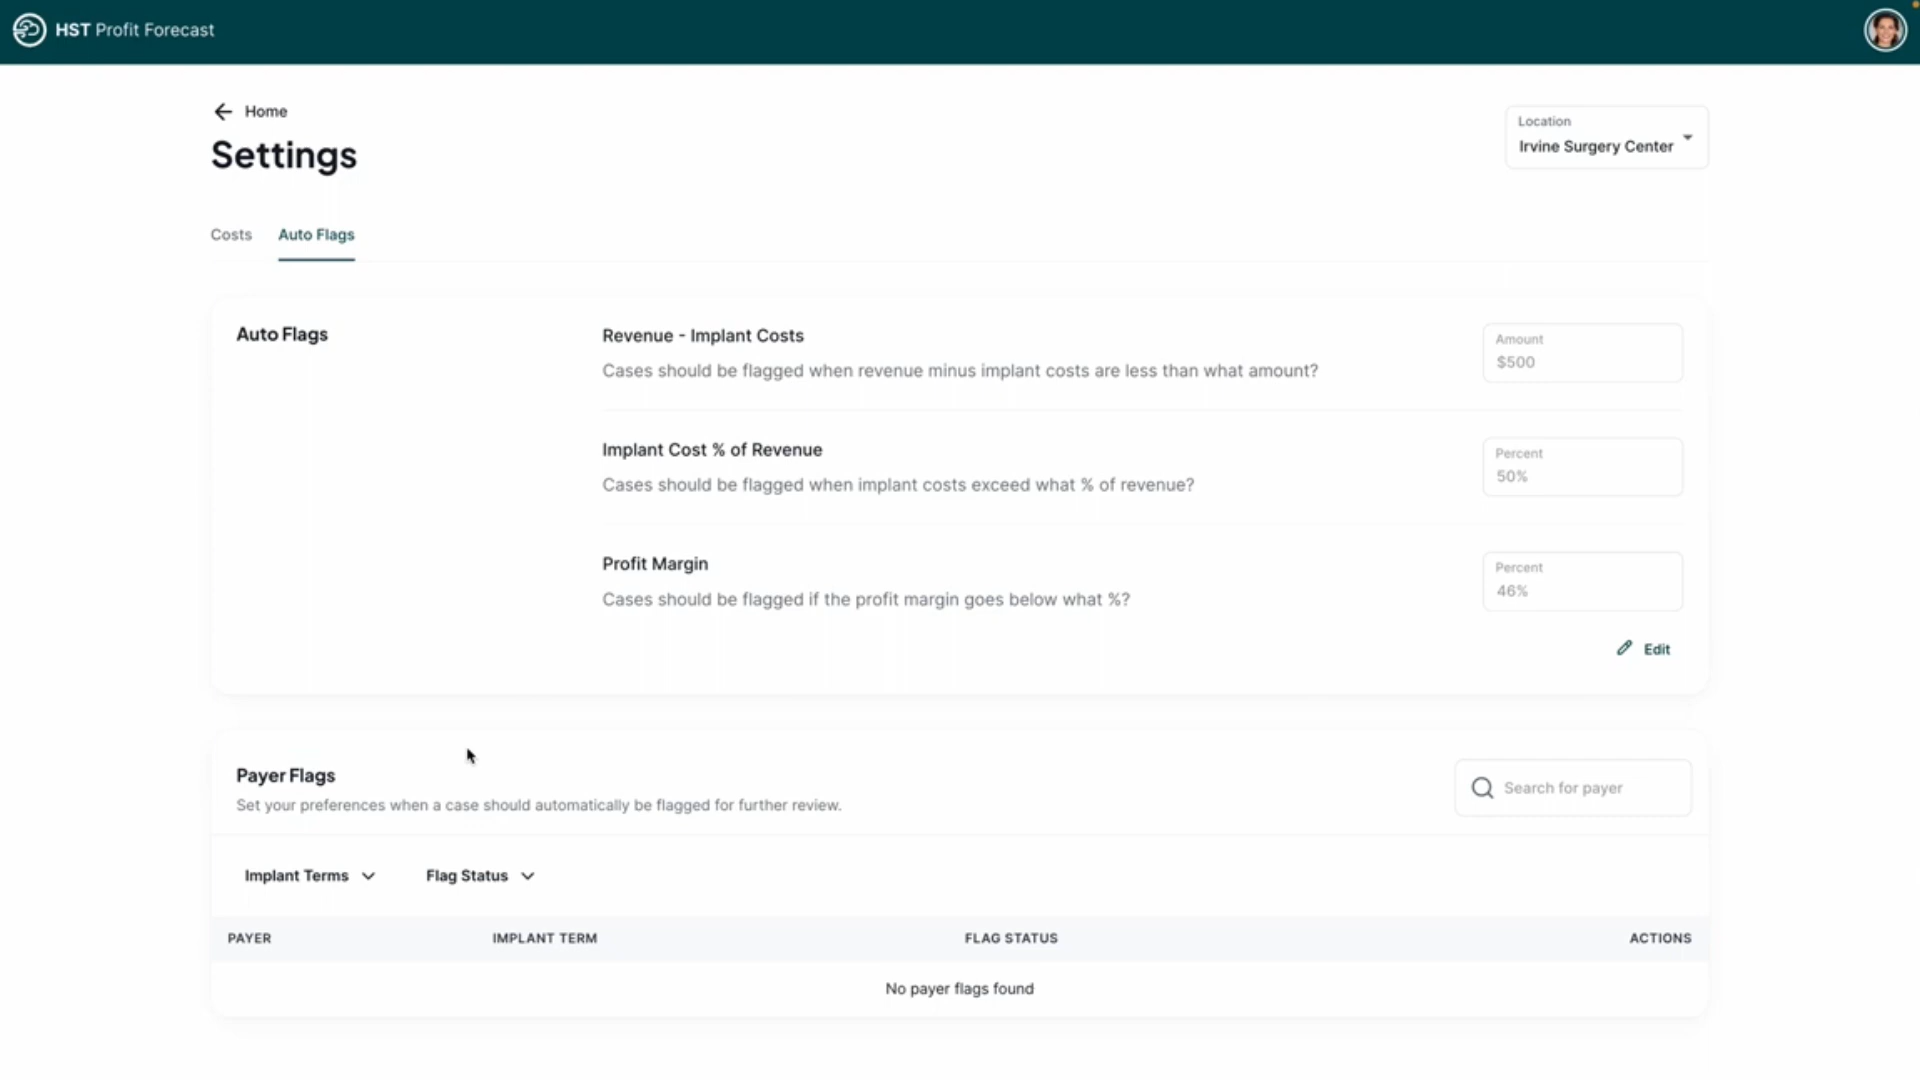 HST Profit Forecast
Home
Settings
Location
Irvine Surgery Center
Costs
Auto Flags
Auto Flags
Revenue - Implant Costs
Cases should be flagged when revenue minus implant costs are less than what amount?
Amount
$500
Implant Cost % of Revenue
Cases should be flagged when implant costs exceed what % of revenue?
Percent
50%
Profit Margin
Cases should be flagged if the profit margin goes below what %?
Percent
46%
Edit
Payer Flags
Set your preferences when a case should automatically be flagged for further review.
Search for payer
Implant Terms
Flag Status
PAYER IMPLANT TERM FLAG STATUS ACTIONS
No payer flags found